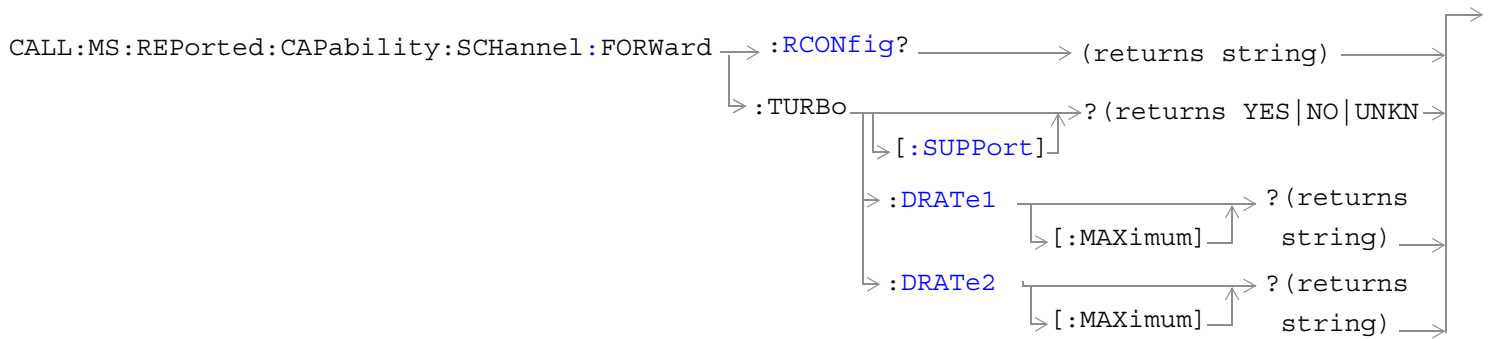 CALL:MS:REPorted:CAPability:SCHannel:FORWard :RCONfig? (returns string)
:TURBo ?(returns YES|NO|UNKN
[:SUPPort]
:DRATe1 ?(returns
[:MAXimum] string)
:DRATe2 ?(returns
[:MAXimum] string)